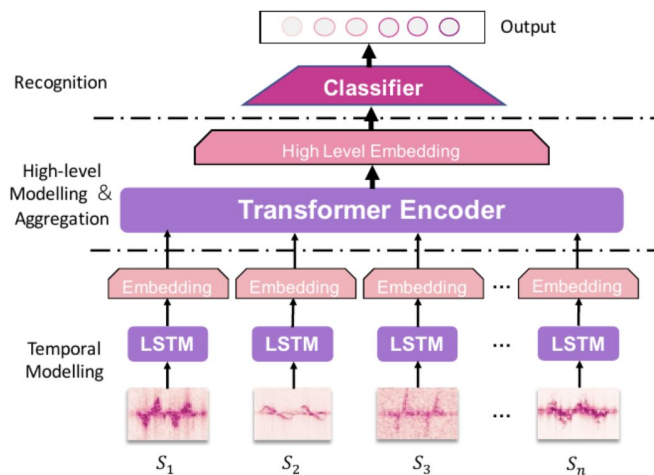 Output
Recognition
Classifier
High Level Embedding
High-level
Modelling &
Aggregation
Transformer Encoder
Embedding Embedding Embedding ... Embedding
Temporal
Modelling
LSTM LSTM LSTM ... LSTM
...
S1 S2 S3 Sn